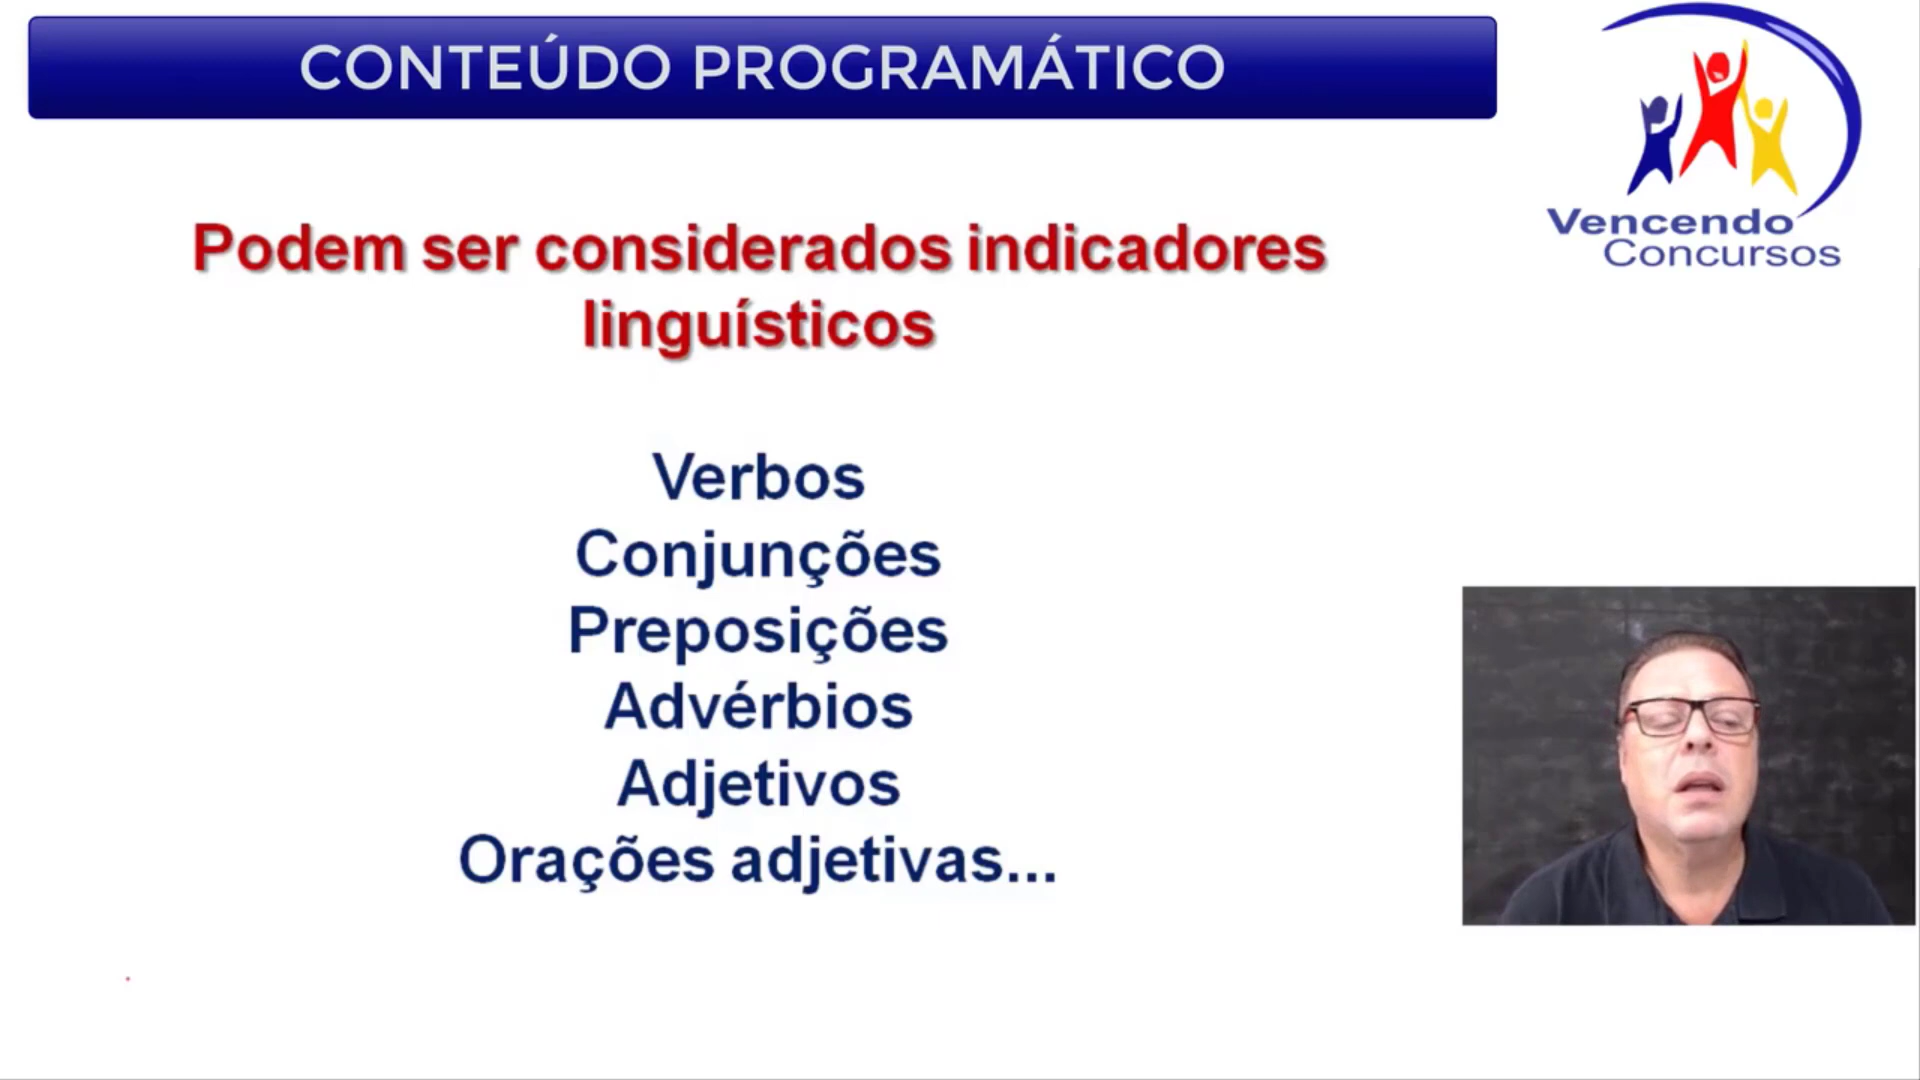 CONTEÚDO PROGRAMÁTICO
Vencendo
Concursos
Podem ser considerados indicadores
linguísticos
Verbos
Conjunções
Preposições
Advérbios
Adjetivos
Orações adjetivas...